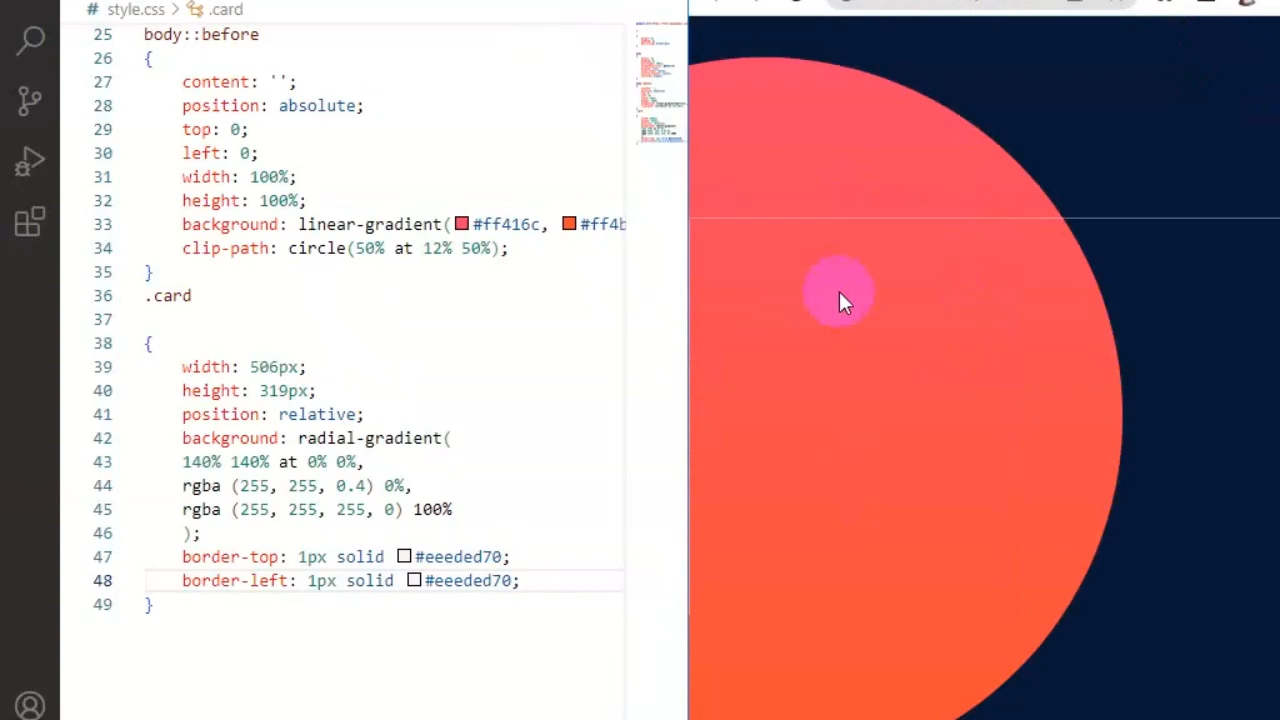 # style.css > .card
25 body::before
26 {
27 content: '';
28 position: absolute;
29 top: 0;
30 left: 0;
31 width: 100%;
32 height: 100%;
33 background: linear-gradient( #ff416c, #ff4b
34 clip-path: circle(50% at 12% 50%);
35 }
36 .card
37
38 {
39 width: 506px;
40 height: 319px;
41 position: relative;
42 background: radial-gradient(
43 140% 140% at 0% 0%,
44 rgba (255, 255, 0.4) 0%,
45 rgba (255, 255, 255, 0) 100%
46 );
47 border-top: 1px solid #eeeded70;
48 border-left: 1px solid #eeeded70;
49 }